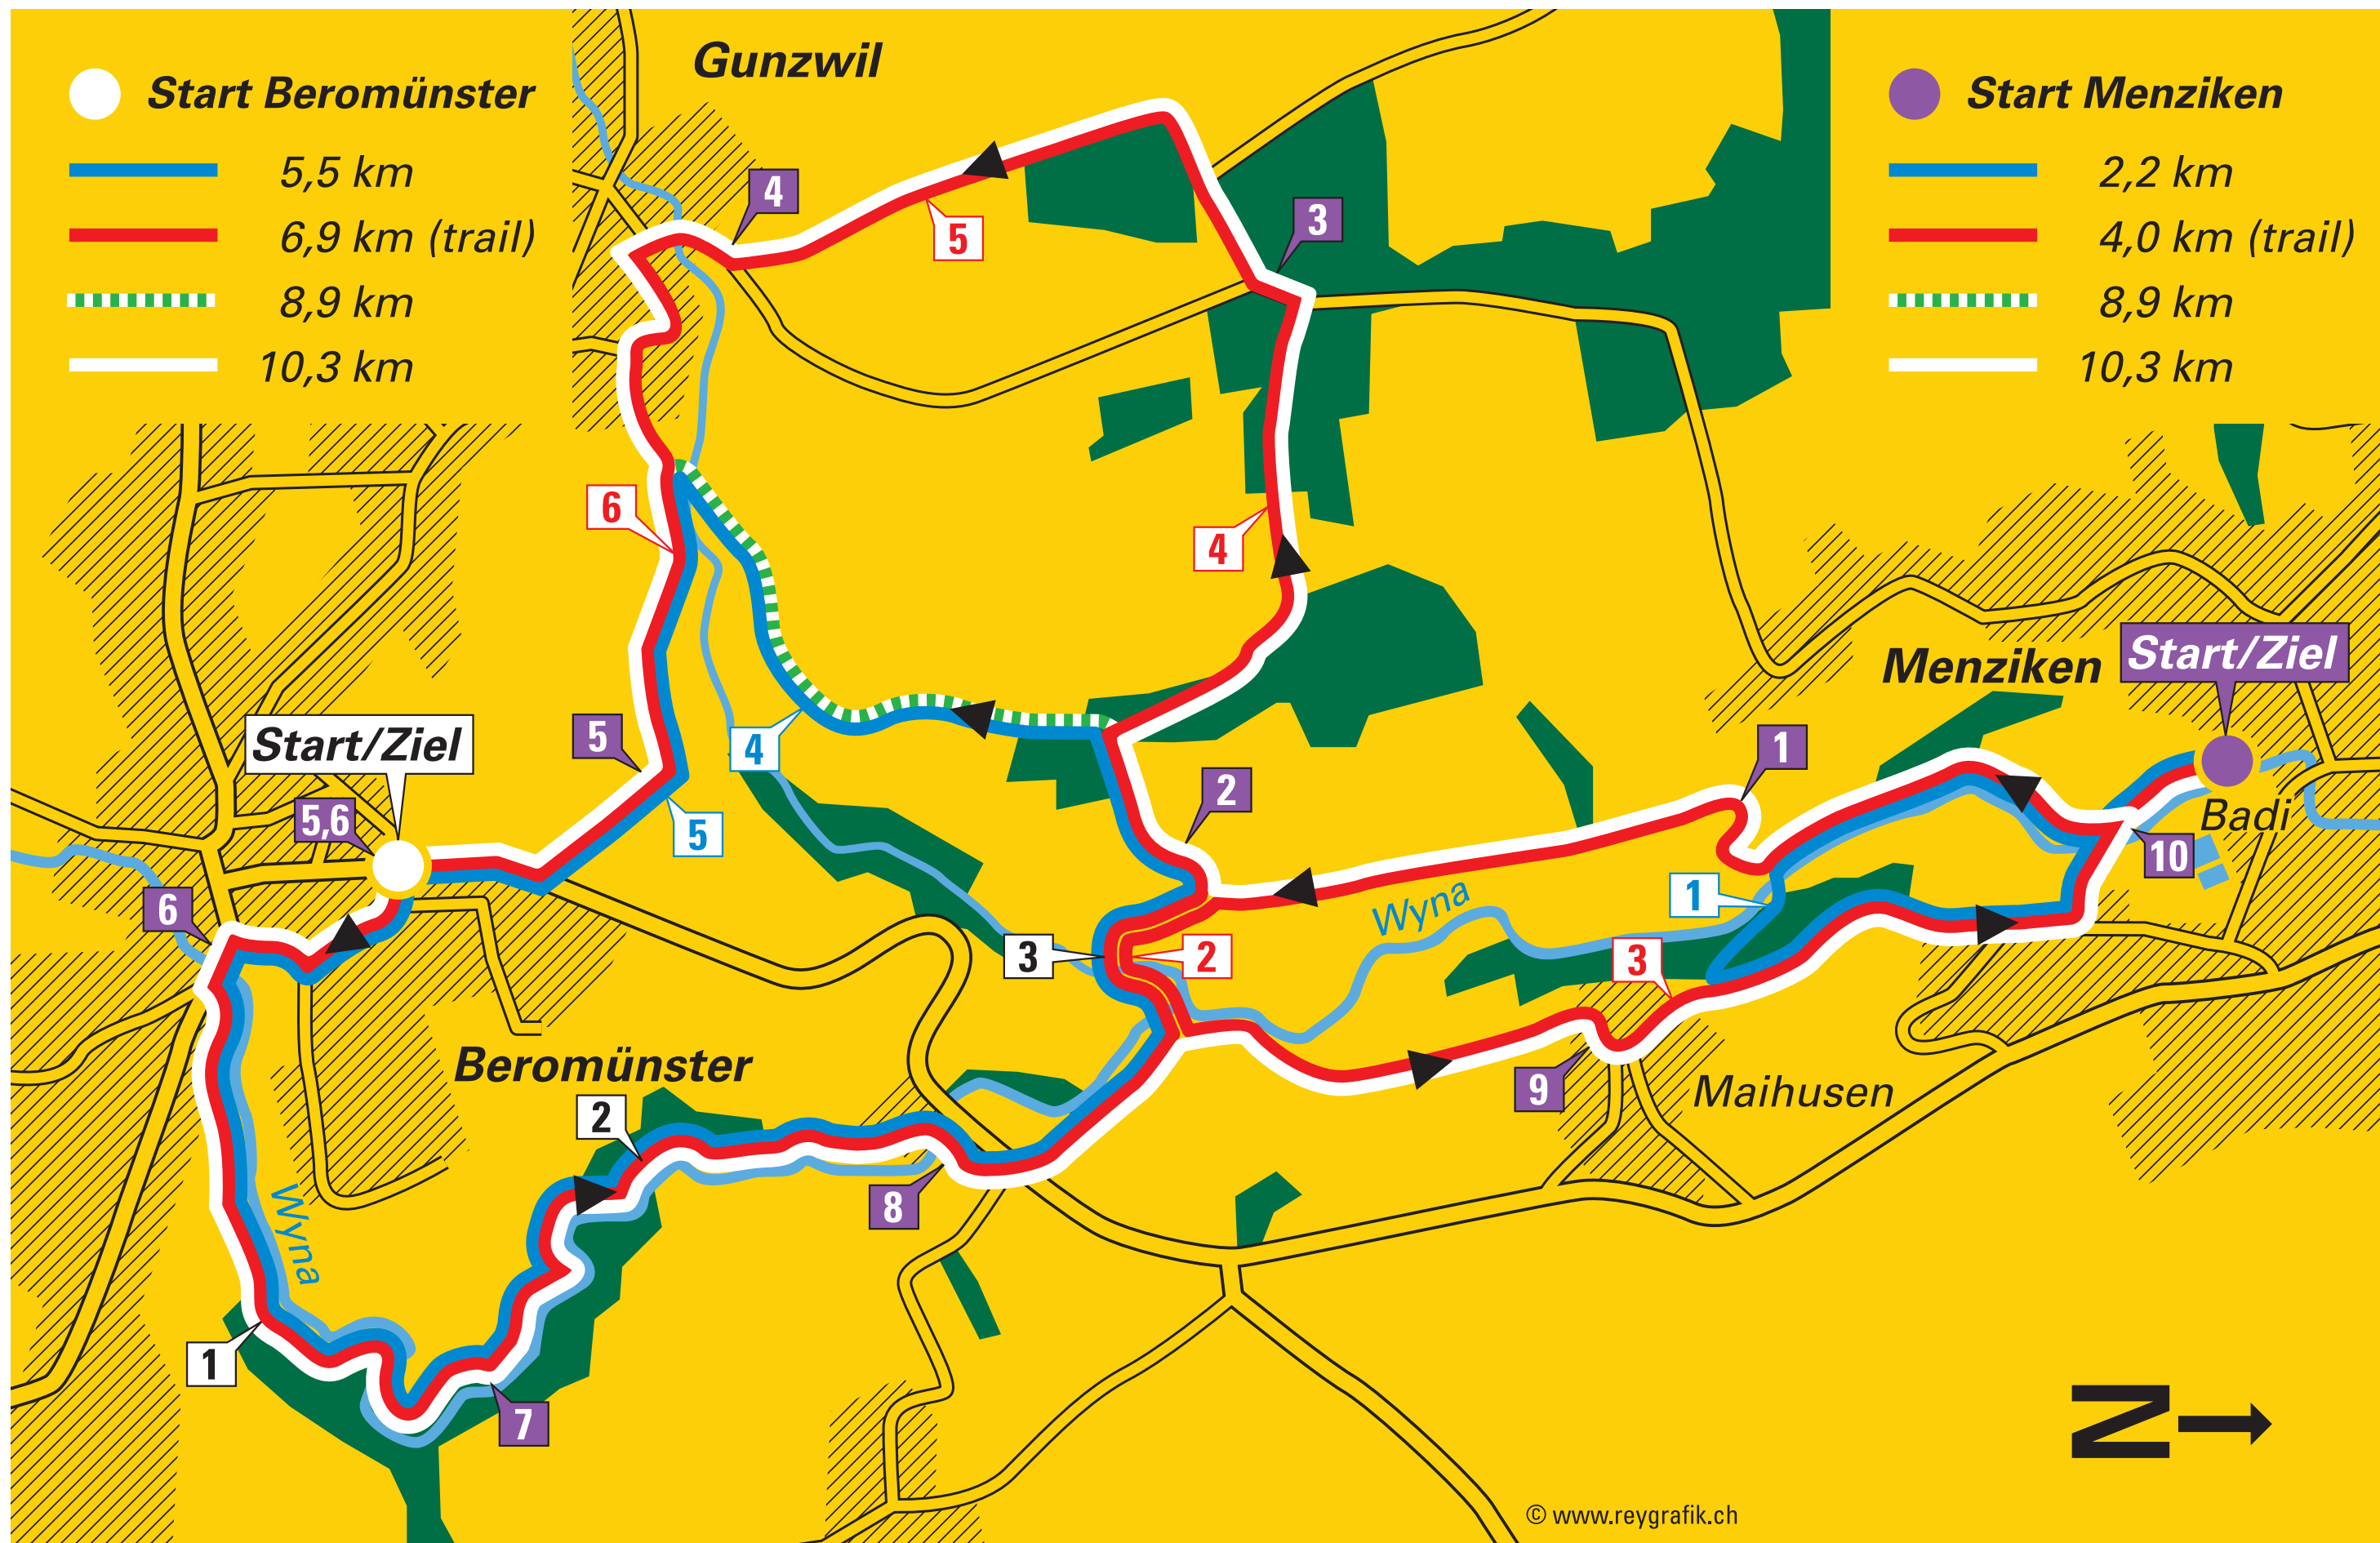 Gunzwil
Start Beromünster
5,5 km
6,9 km (trail)
8,9 km
10,3 km
Start Menziken
2,2 km
4,0 km (trail)
8,9 km
10,3 km
4
3
5
6
4
Menziken
Start/Ziel
Start/Ziel
5
4
1
2
Badi
5,6
5
10
6
Wyna
1
3
2
3
Beromünster
2
9
Maihusen
8
Wyna
1
7
N
© www.reygrafik.ch